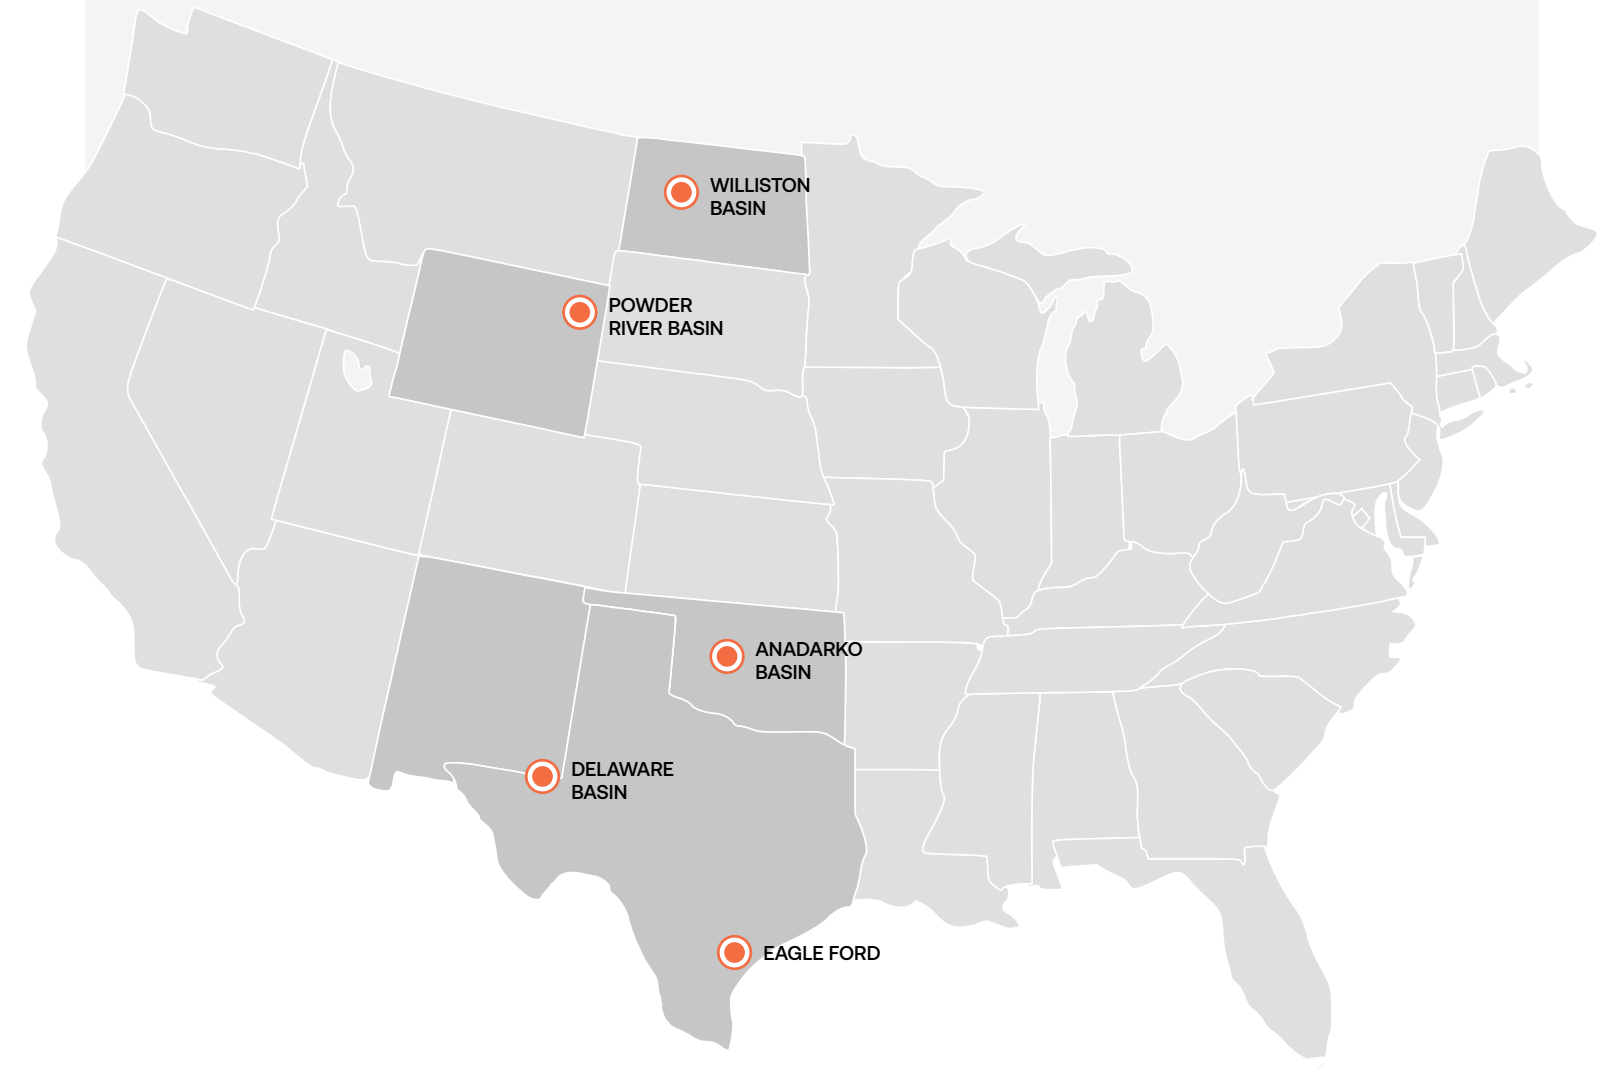 WILLISTON
BASIN
POWDER
RIVER BASIN
ANADARKO
BASIN
DELAWARE
BASIN
EAGLE FORD